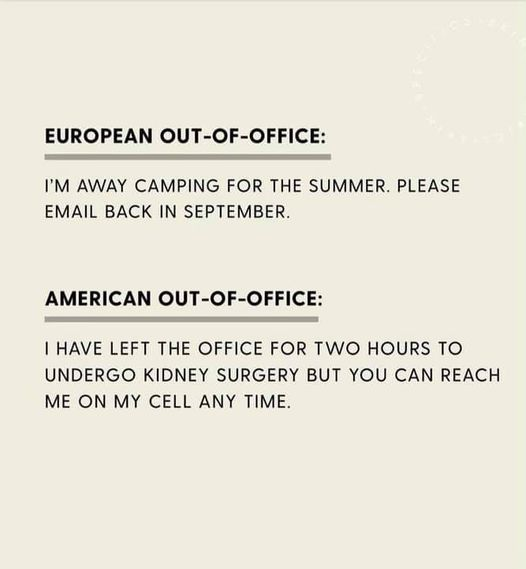 EUROPEAN OUT-OF-OFFICE:
I'M AWAY CAMPING FOR THE SUMMER. PLEASE
EMAIL BACK IN SEPTEMBER.
AMERICAN OUT-OF-OFFICE:
I HAVE LEFT THE OFFICE FOR TWO HOURS TO
UNDERGO KIDNEY SURGERY BUT YOU CAN REACH
ME ON MY CELL ANY TIME.